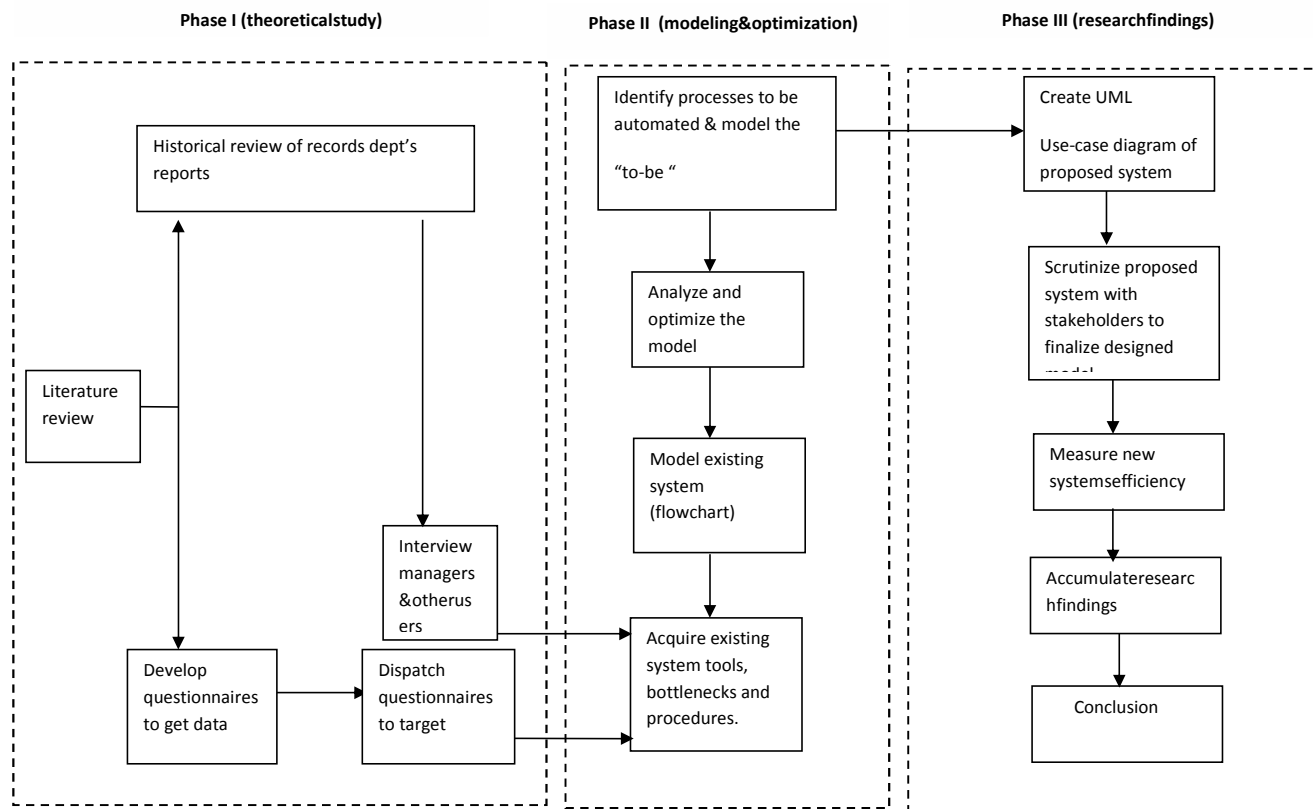 Phase I (theoreticalstudy)
Phase II (modeling&optimization)
Phase III (researchfindings)
Historical review of records dept's
reports
Literature
review
Interview
managers
&otherus
ers
Develop
questionnaires
to get data
Dispatch
questionnaires
to target
Identify processes to be
automated & model the
“to-be “
Analyze and
optimize the
model
Model existing
system
(flowchart)
Acquire existing
system tools,
bottlenecks and
procedures.
Create UML
Use-case diagram of
proposed system
Scrutinize proposed
system with
stakeholders to
finalize designed
model
Measure new
systemsefficiency
Accumulateresearc
hfindings
Conclusion